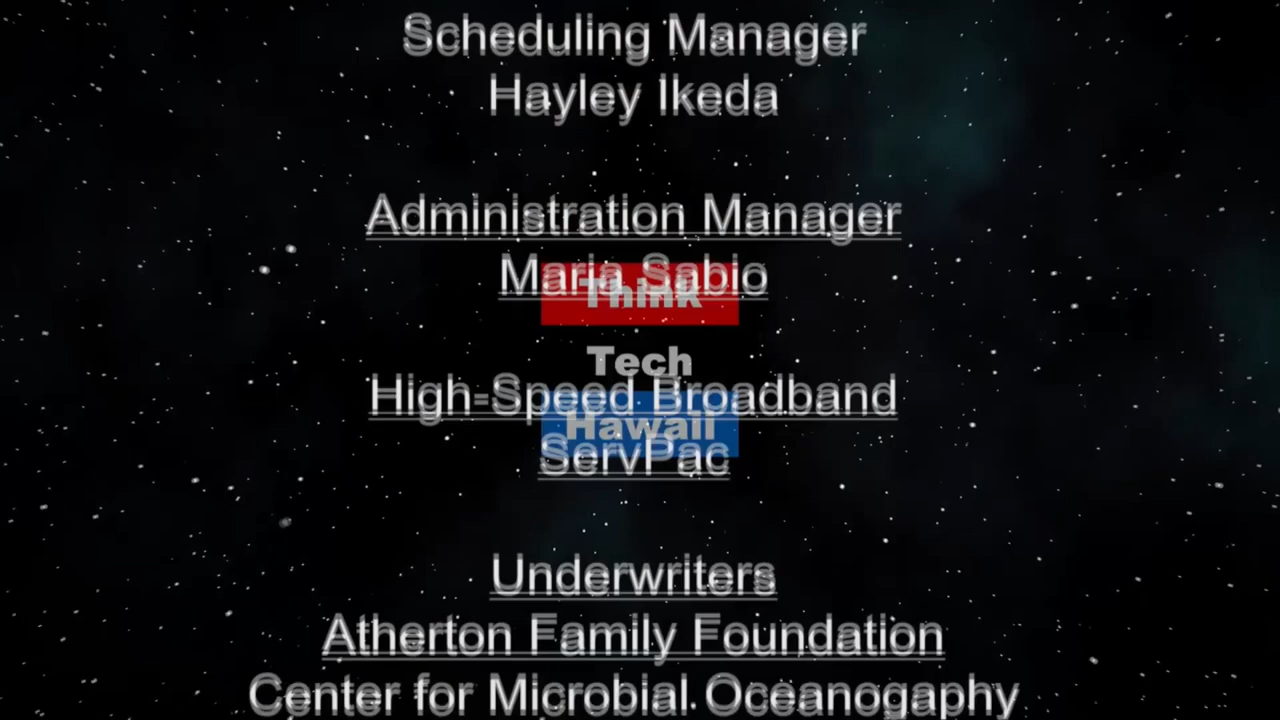 Scheduling Manager
Hayley Ikeda
Administration Manager
Maria Sabio
Think
Tech
High-Speed Broadband
Hawaii
ServPac
Underwriters
Atherton Family Foundation
Center for Microbial Oceanogaphy